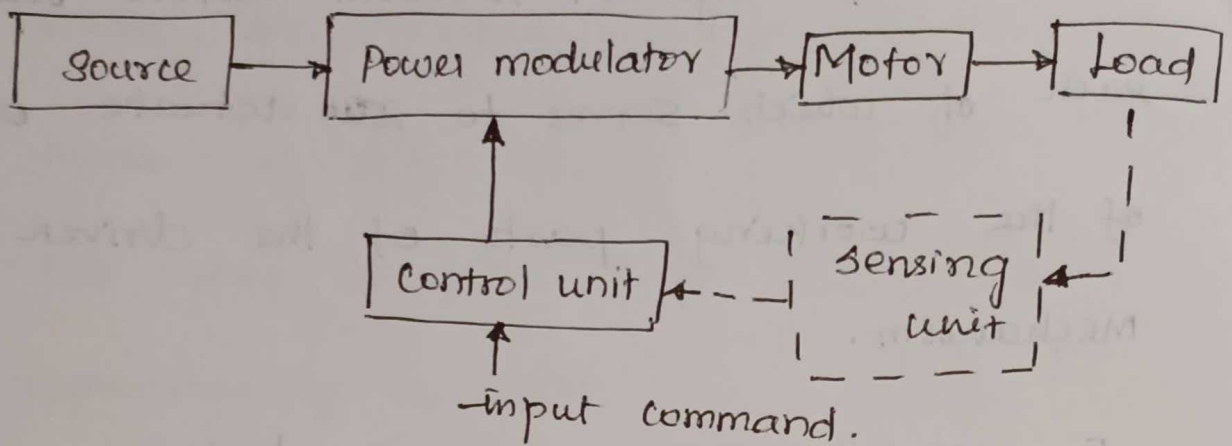 Source
Power modulator
Motor
Load
Control unit
sensing
unit
input command.